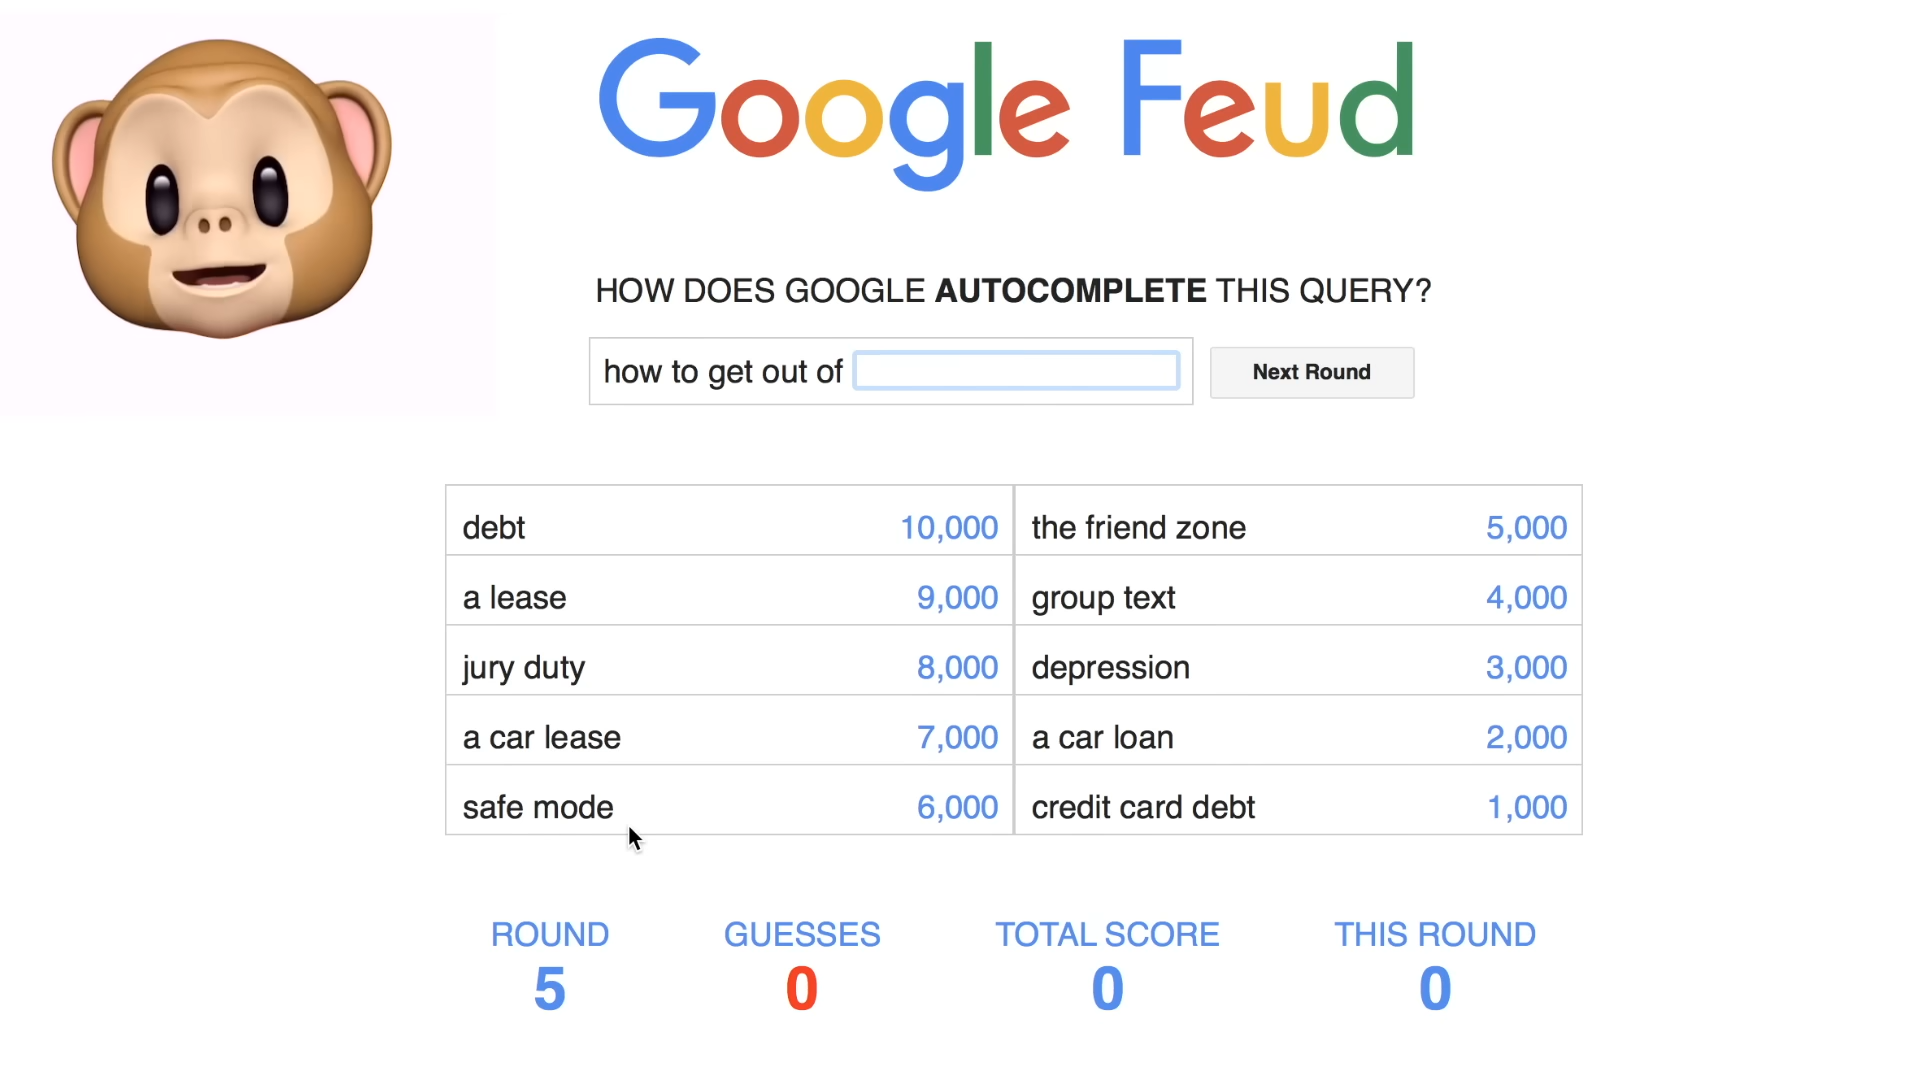 Google Feud
HOW DOES GOOGLE AUTOCOMPLETE THIS QUERY?
how to get out of
Next Round
debt 10,000
a lease 9,000
jury duty 8,000
a car lease 7,000
safe mode 6,000
the friend zone 5,000
group text 4,000
depression 3,000
a car loan 2,000
credit card debt 1,000
ROUND GUESSES TOTAL SCORE THIS ROUND
5 0 0 0